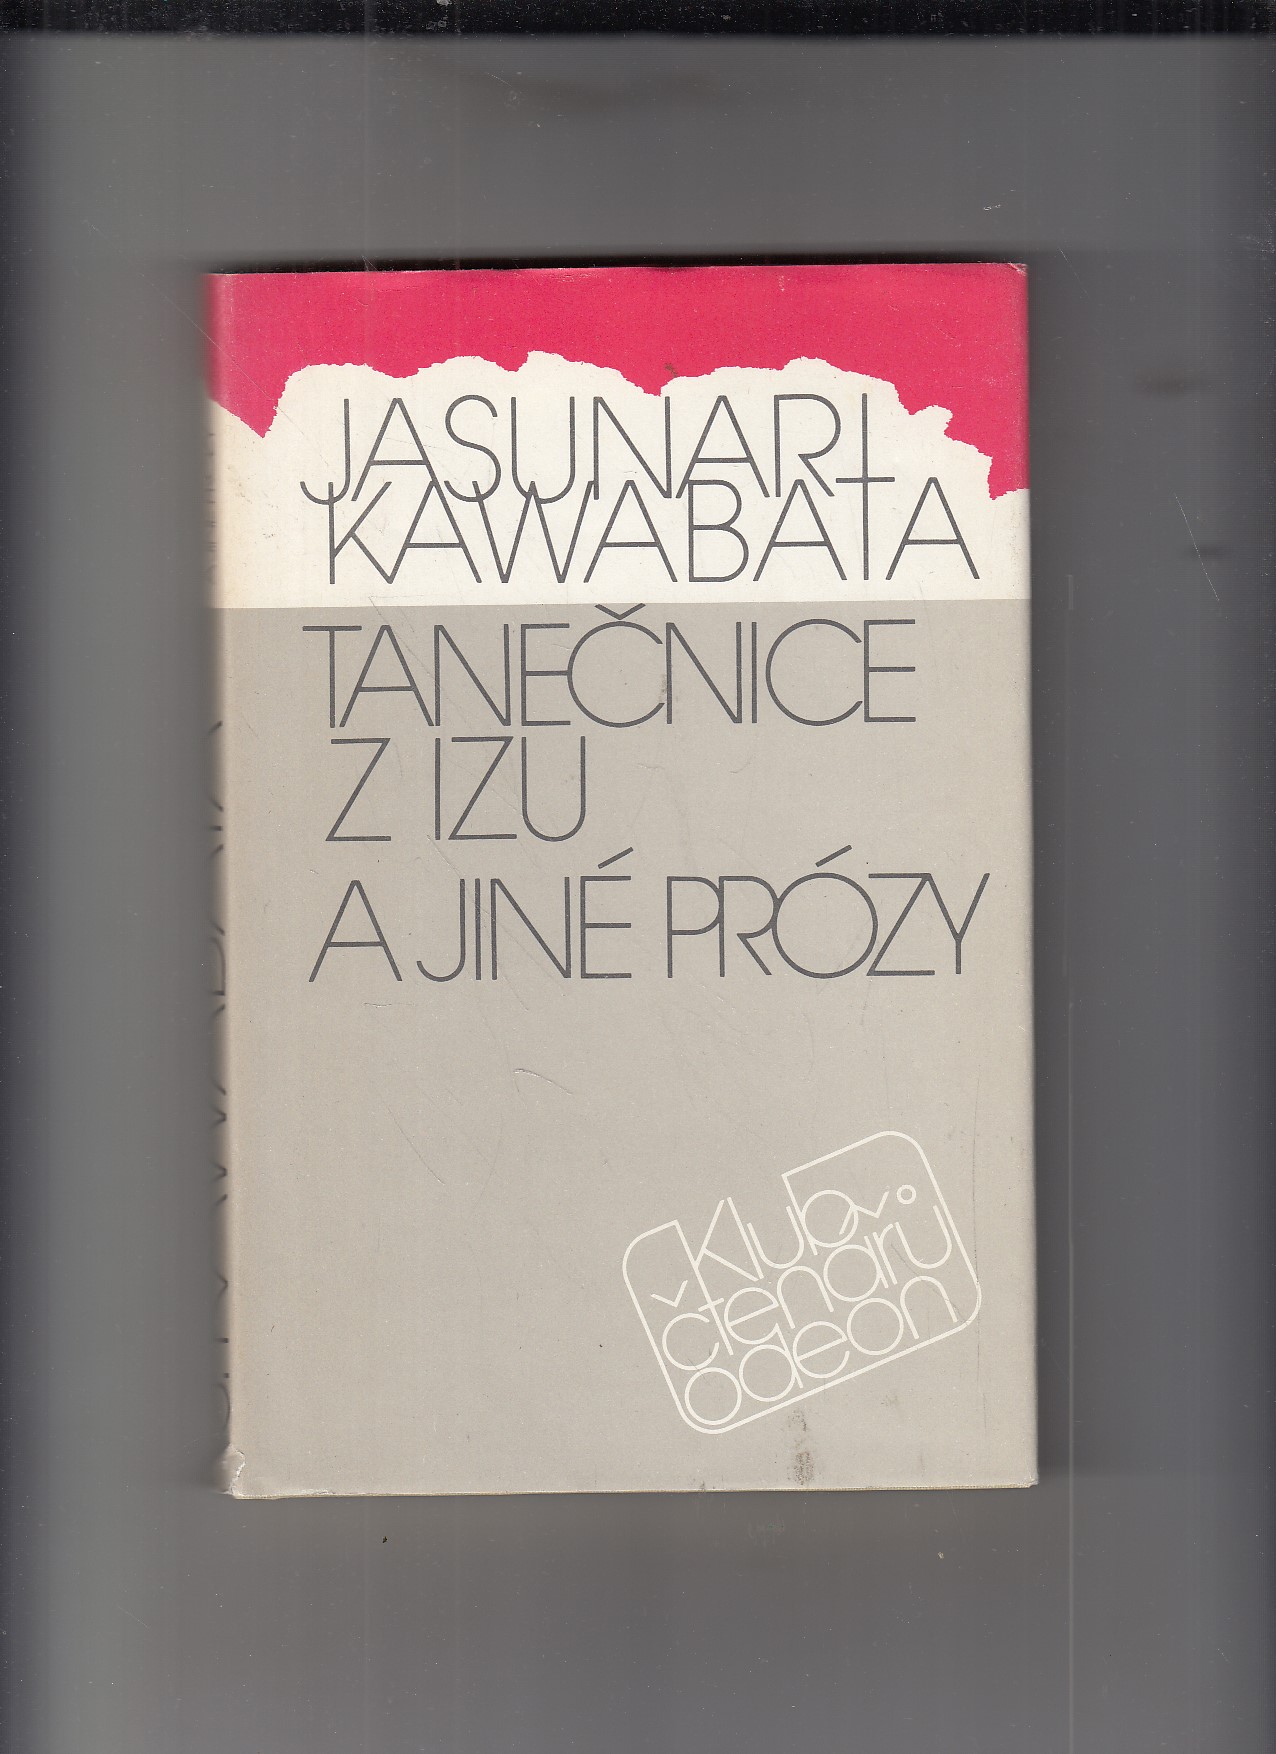 JASUNARI
KAWABATA
TANEČNICE
Z IZU
A JINÉ PRÓZY
klub
čtenářů
odeon